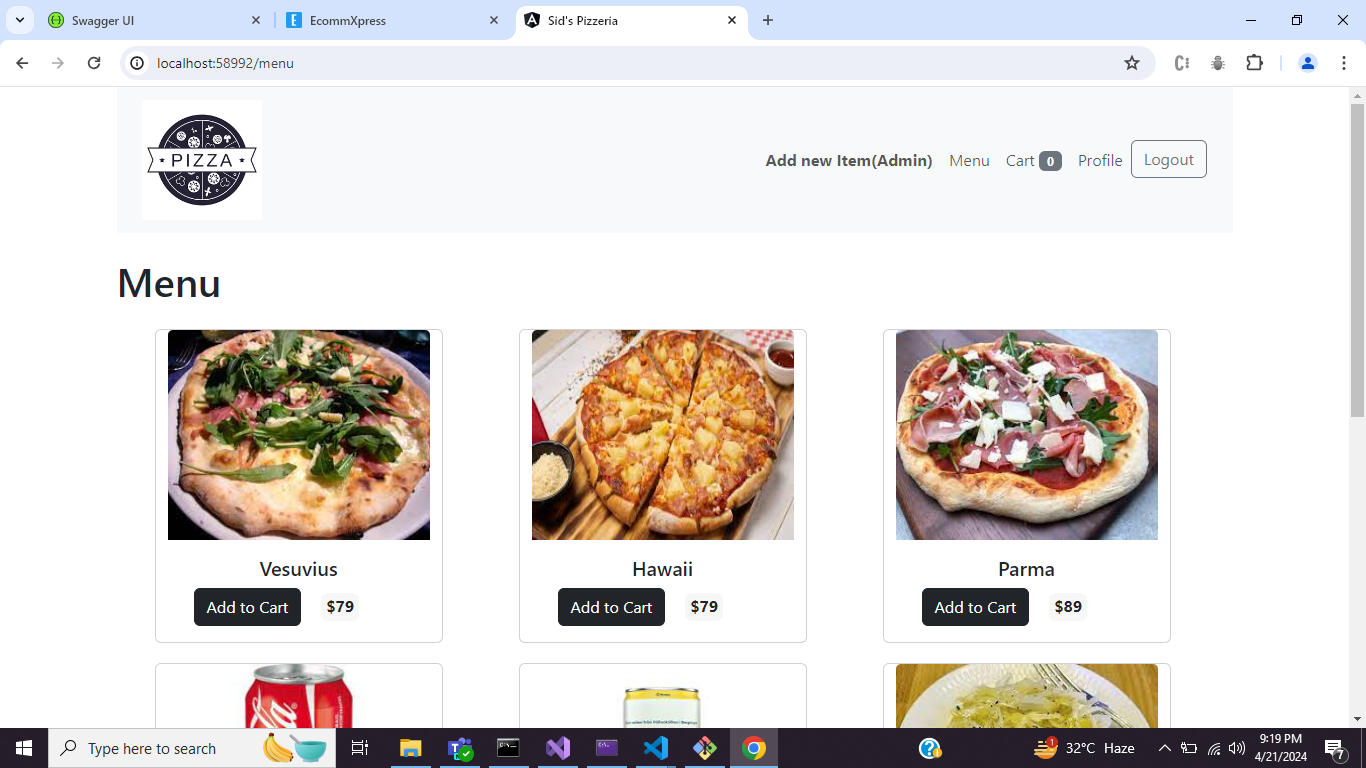 Swagger UI
EcommXpress
Sid's Pizzeria
localhost:58992/menu
PIZZA
Add new Item(Admin)
Menu
Cart 0
Profile
Logout
Menu
Vesuvius
Hawaii
Parma
Add to Cart $79
Add to Cart $79
Add to Cart $89
Type here to search
1
32°C Haze
9:19 PM
4/21/2024
7